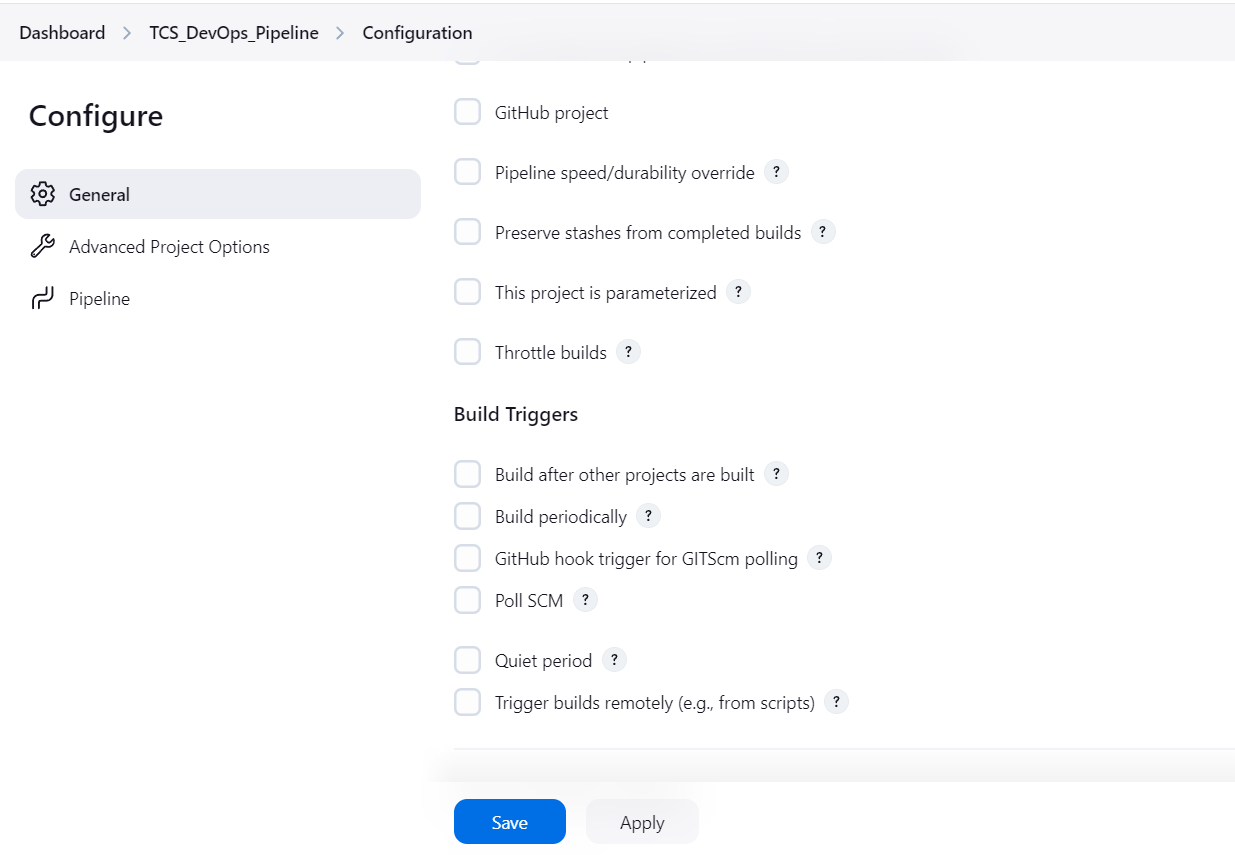 Dashboard > TCS_DevOps_Pipeline > Configuration
Configure
General
Advanced Project Options
Pipeline
GitHub project
Pipeline speed/durability override ?
Preserve stashes from completed builds ?
This project is parameterized ?
Throttle builds ?
Build Triggers
Build after other projects are built ?
Build periodically ?
GitHub hook trigger for GITScm polling ?
Poll SCM ?
Quiet period ?
Trigger builds remotely (e.g., from scripts) ?
Save
Apply